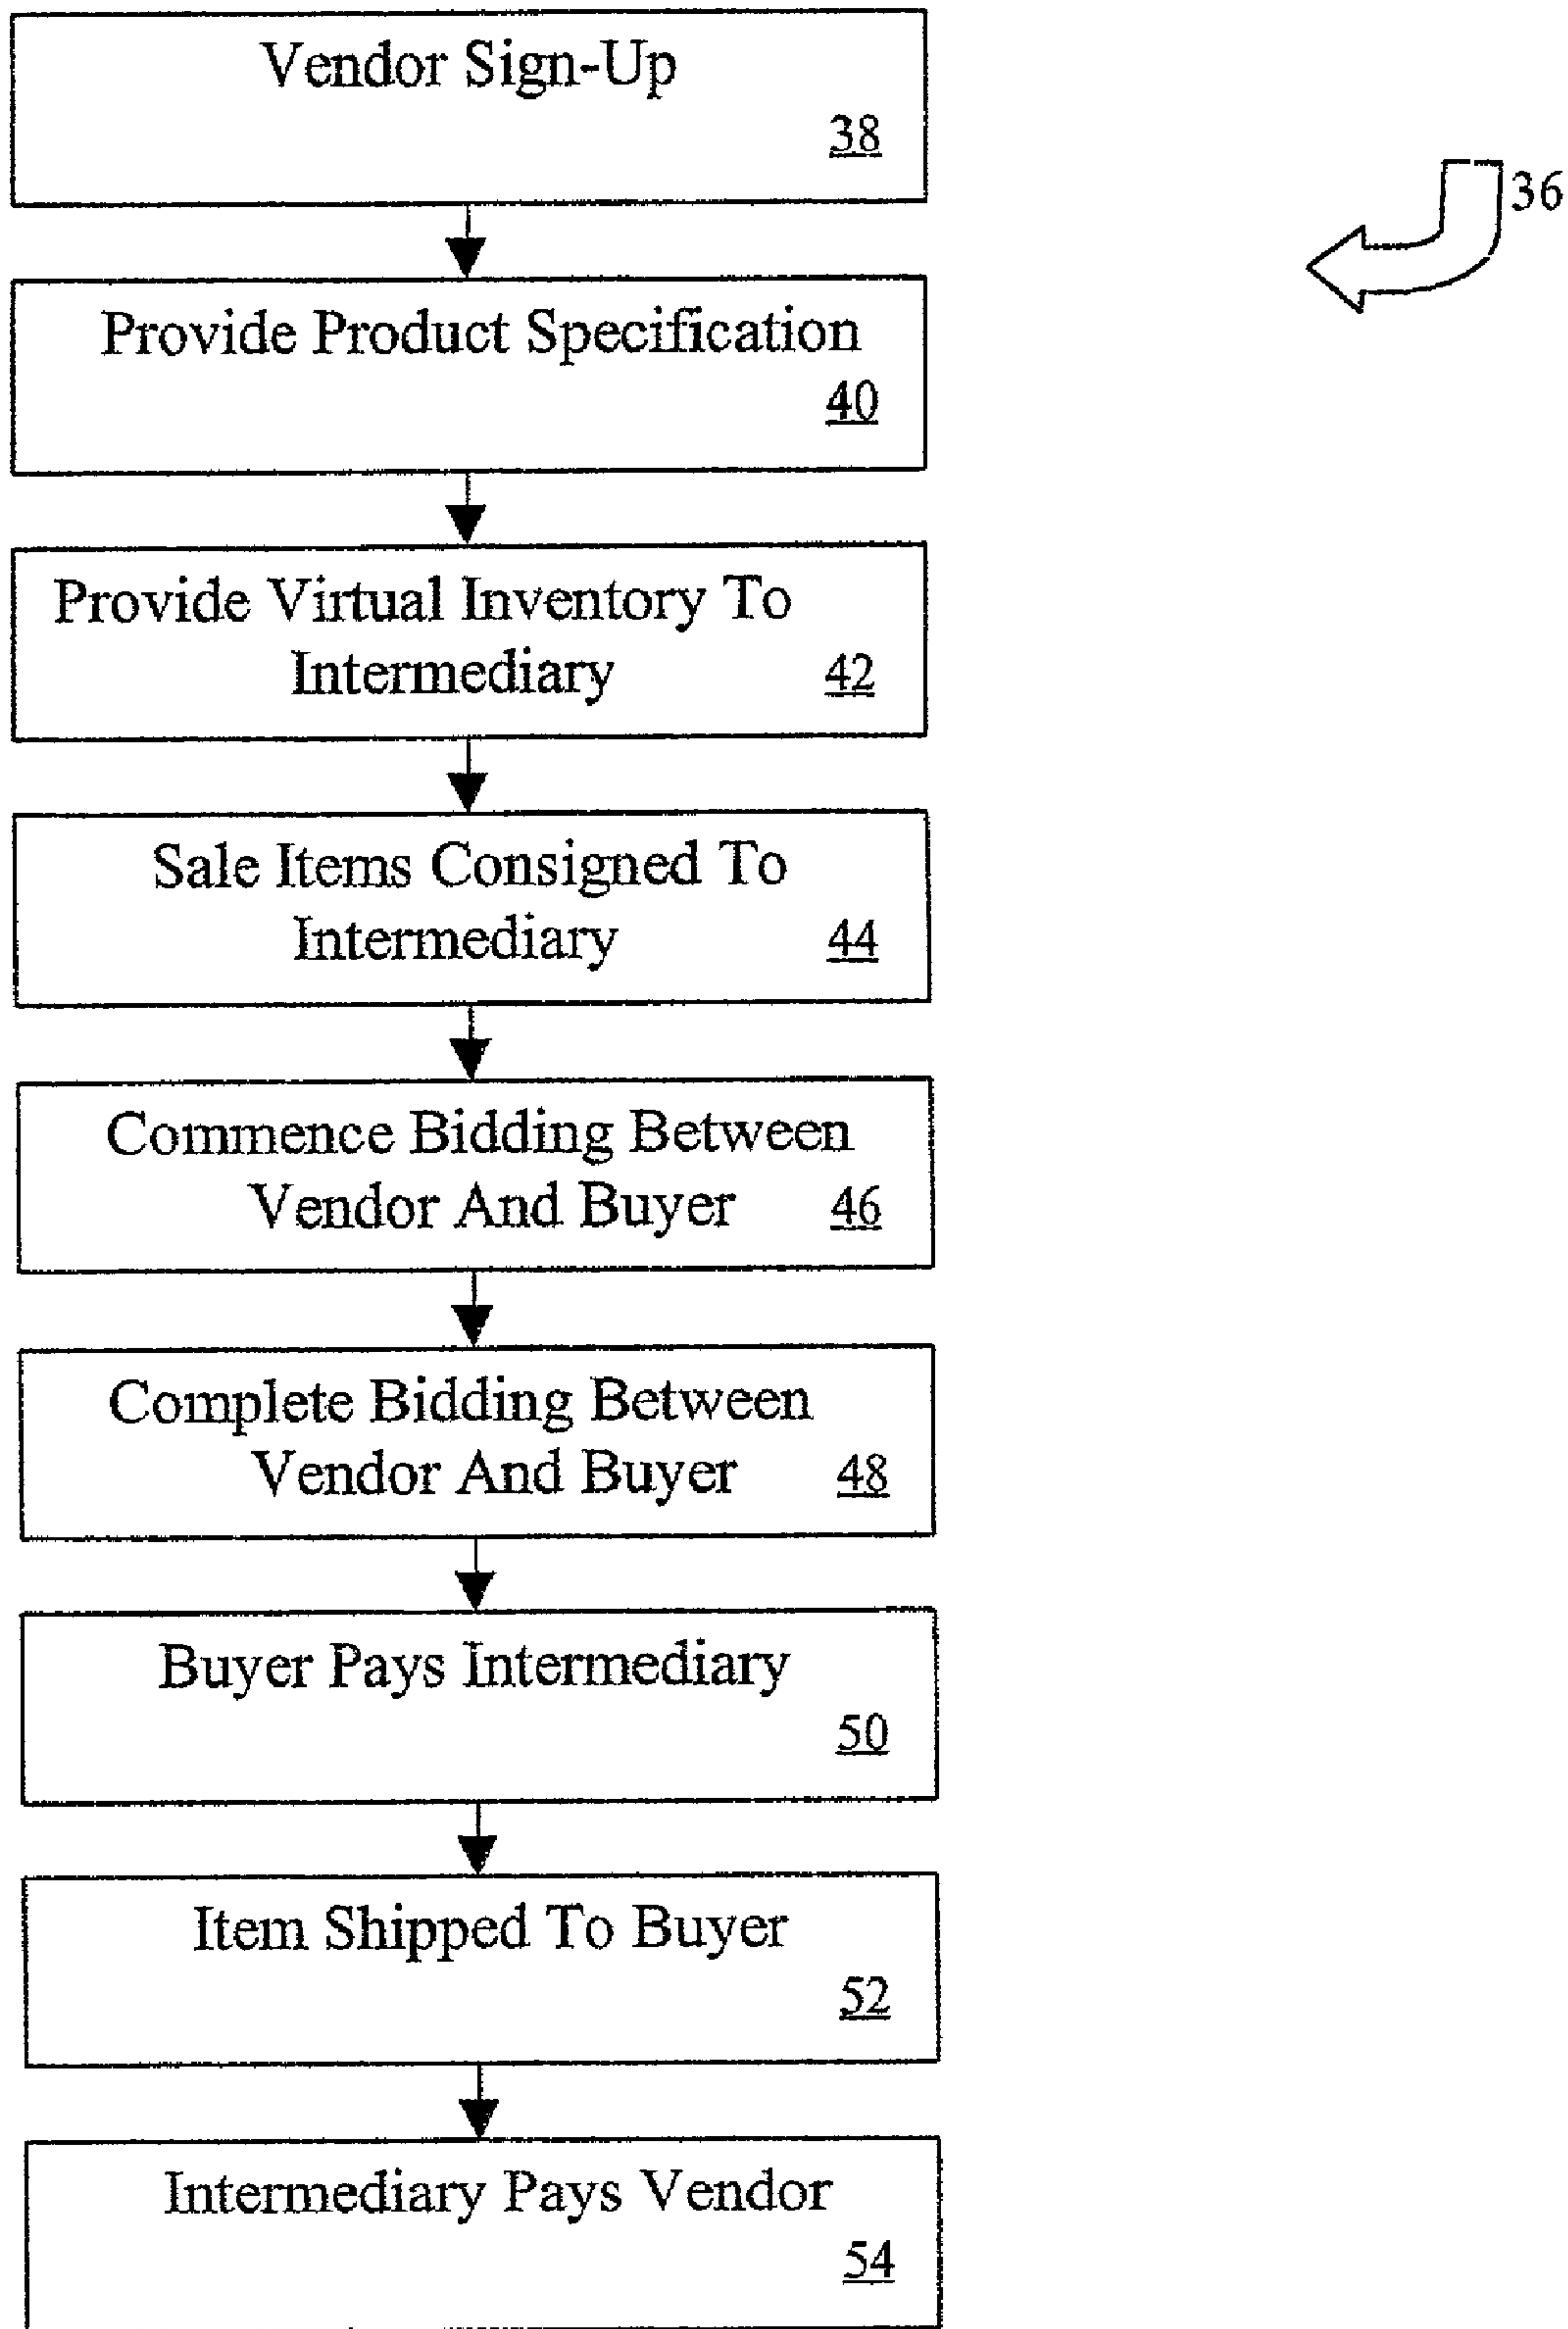 Vendor Sign-Up
38
36
Provide Product Specification
40
Provide Virtual Inventory To
Intermediary 42
Sale Items Consigned To
Intermediary 44
Commence Bidding Between
Vendor And Buyer 46
Complete Bidding Between
Vendor And Buyer 48
Buyer Pays Intermediary
50
Item Shipped To Buyer
52
Intermediary Pays Vendor
54